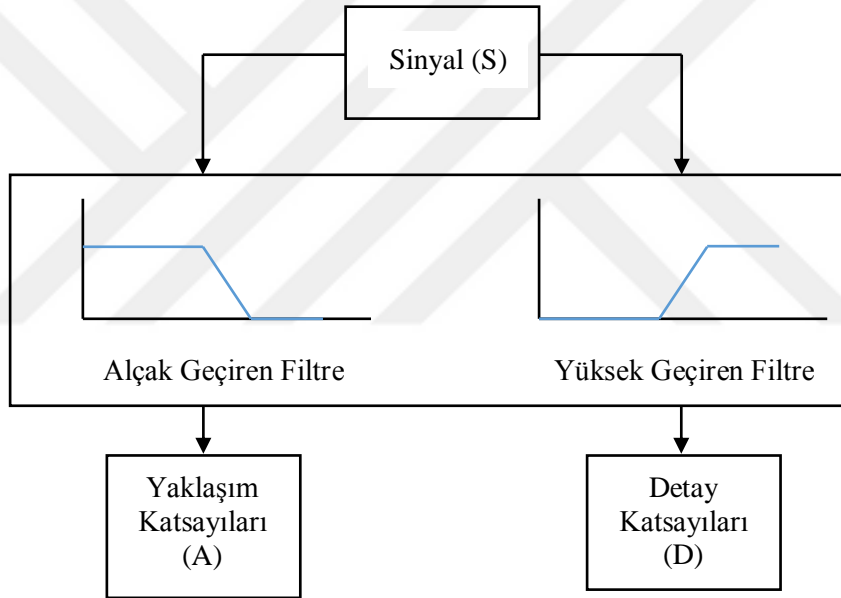 Sinyal (S)
Alçak Geçiren Filtre
Yüksek Geçiren Filtre
Yaklaşım
Katsayıları
(A)
Detay
Katsayıları
(D)